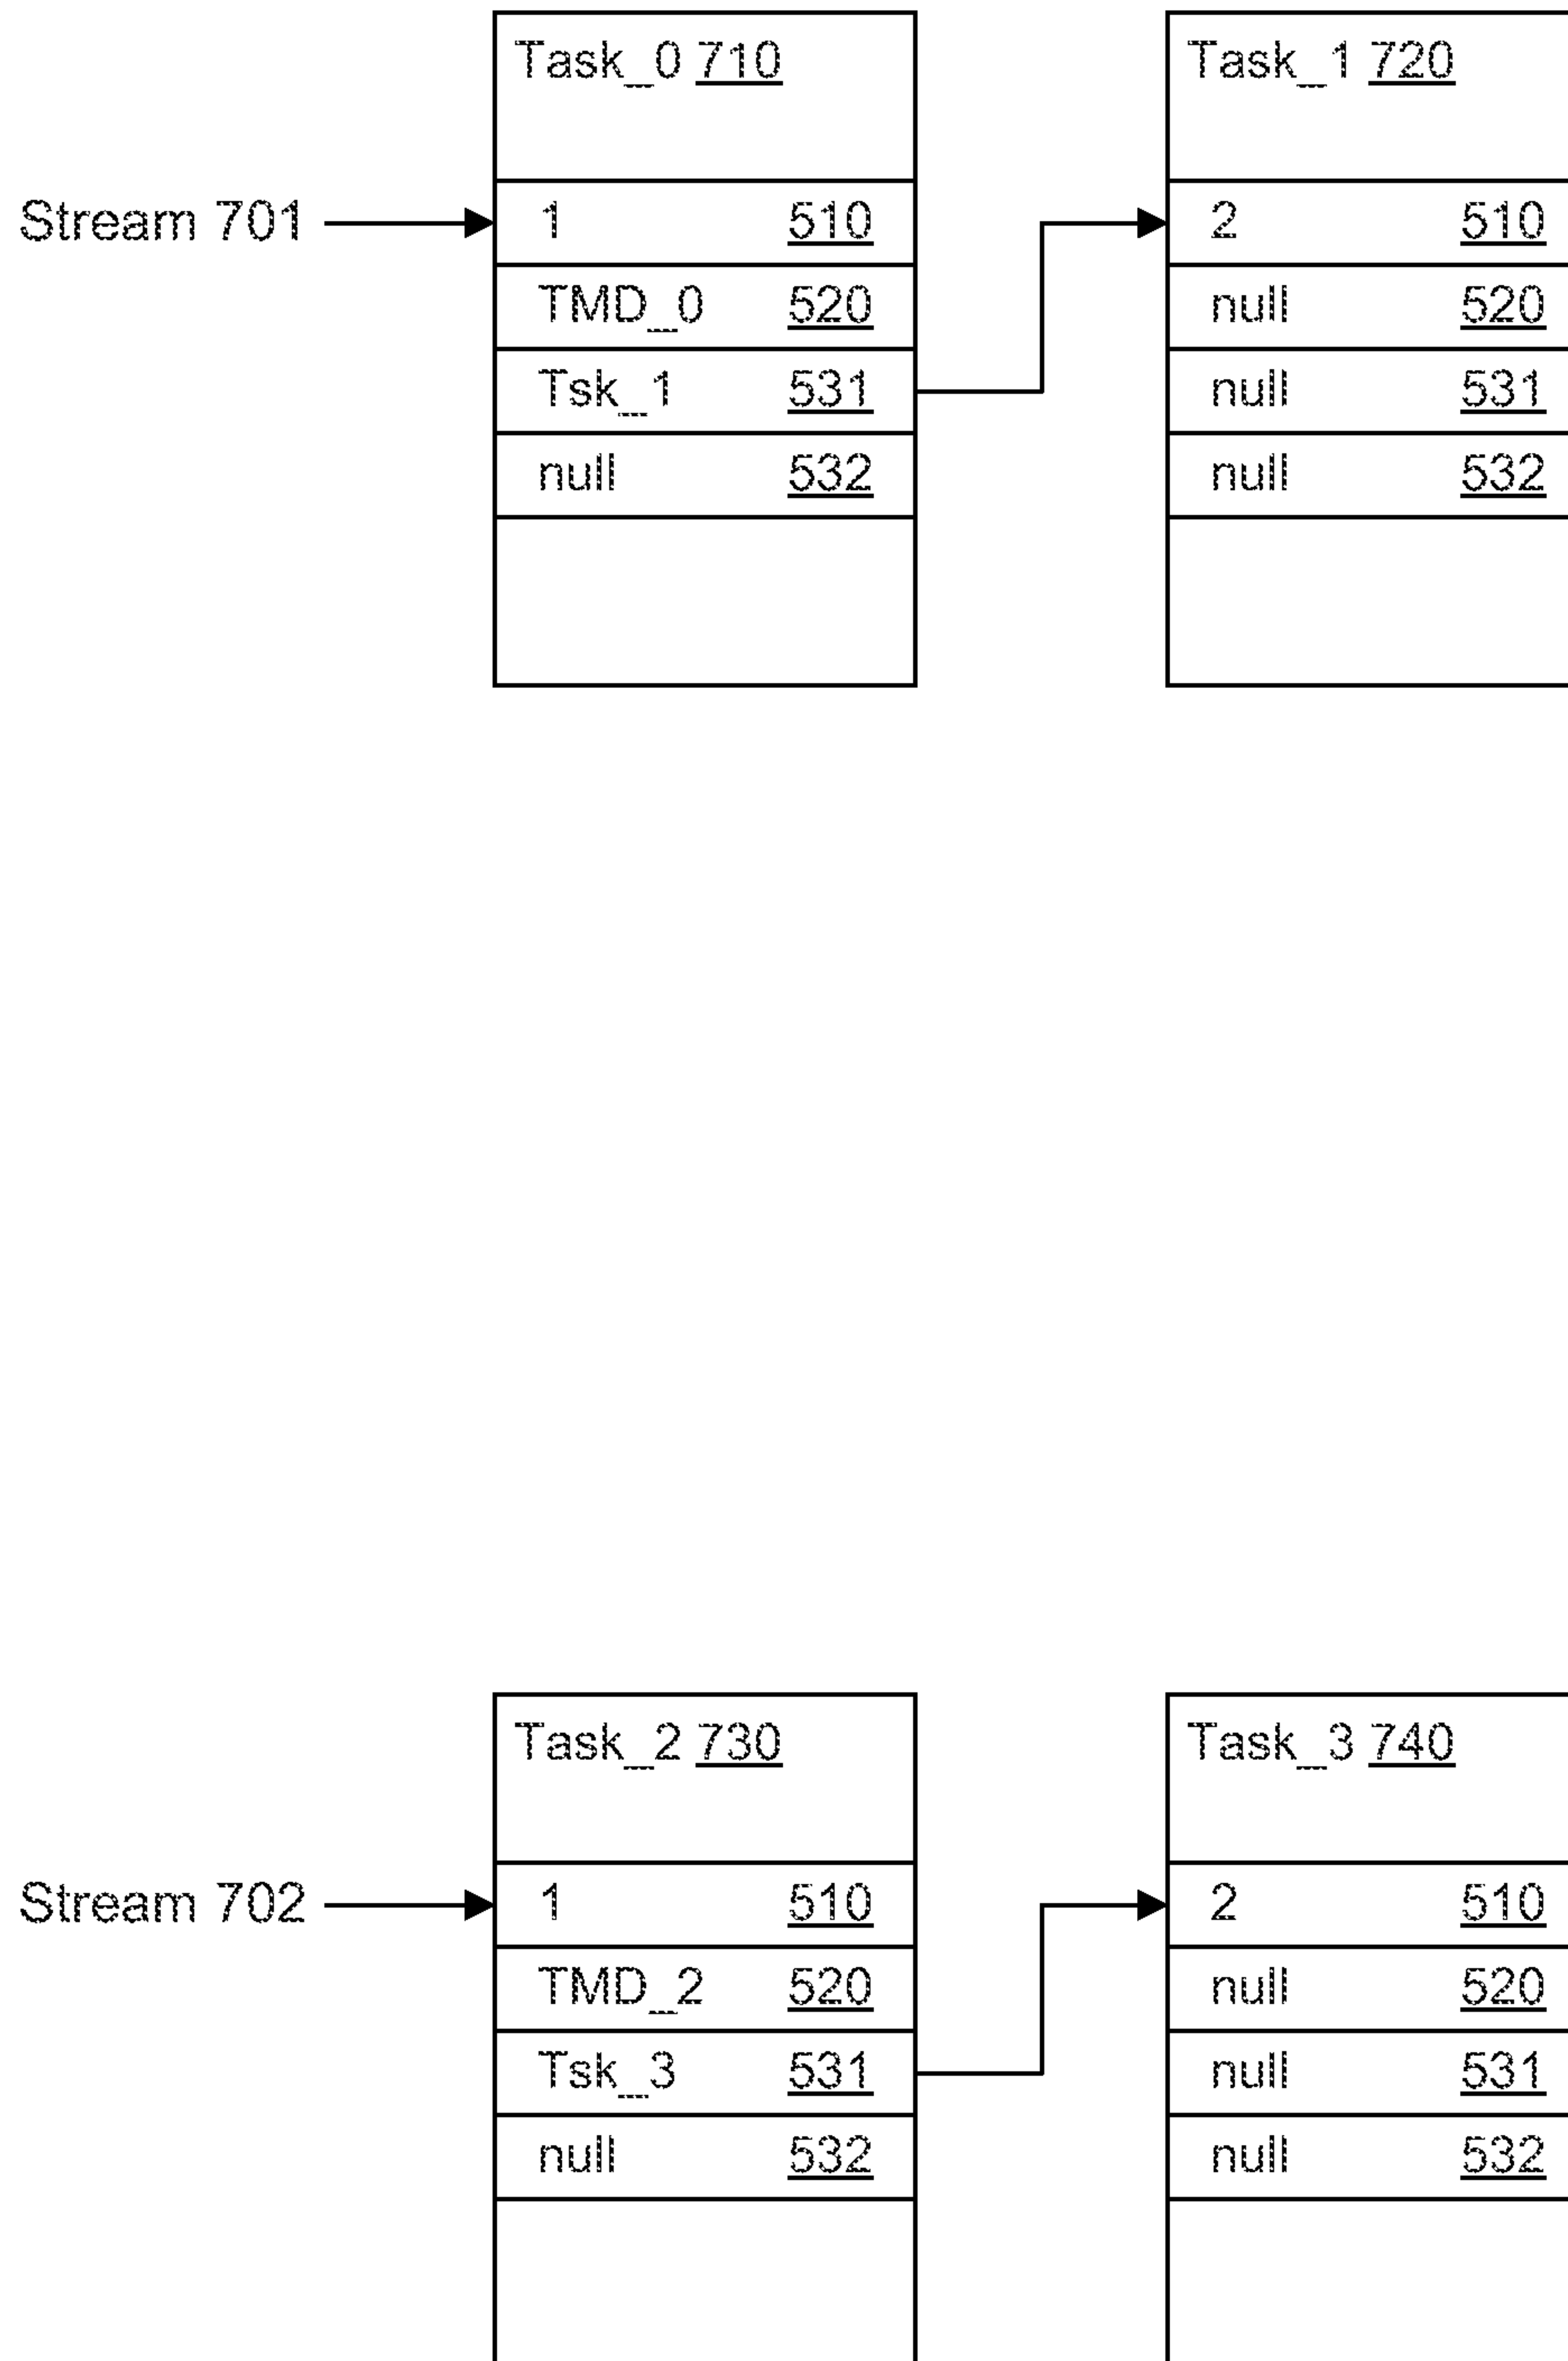 Task_0 710
Task_1 720
Stream 701
1 510
2 510
TMD_0 520
null 520
Tsk_1 531
null 531
null 532
null 532
Task_2 730
Task_3 740
Stream 702
1 510
2 510
TMD_2 520
null 520
Tsk_3 531
null 531
null 532
null 532